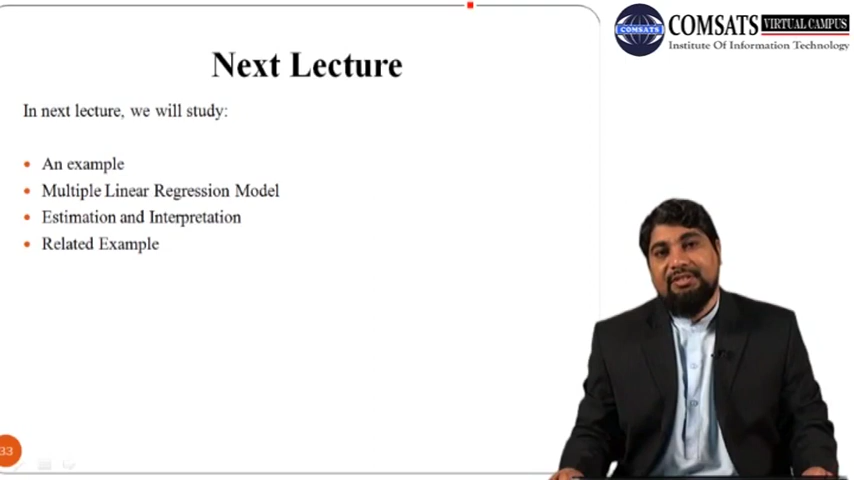 Next Lecture
In next lecture, we will study:
An example
Multiple Linear Regression Model
Estimation and Interpretation
Related Example
33
COMSATS
COMSATS VIRTUAL CAMPUS
Institute Of Information Technology